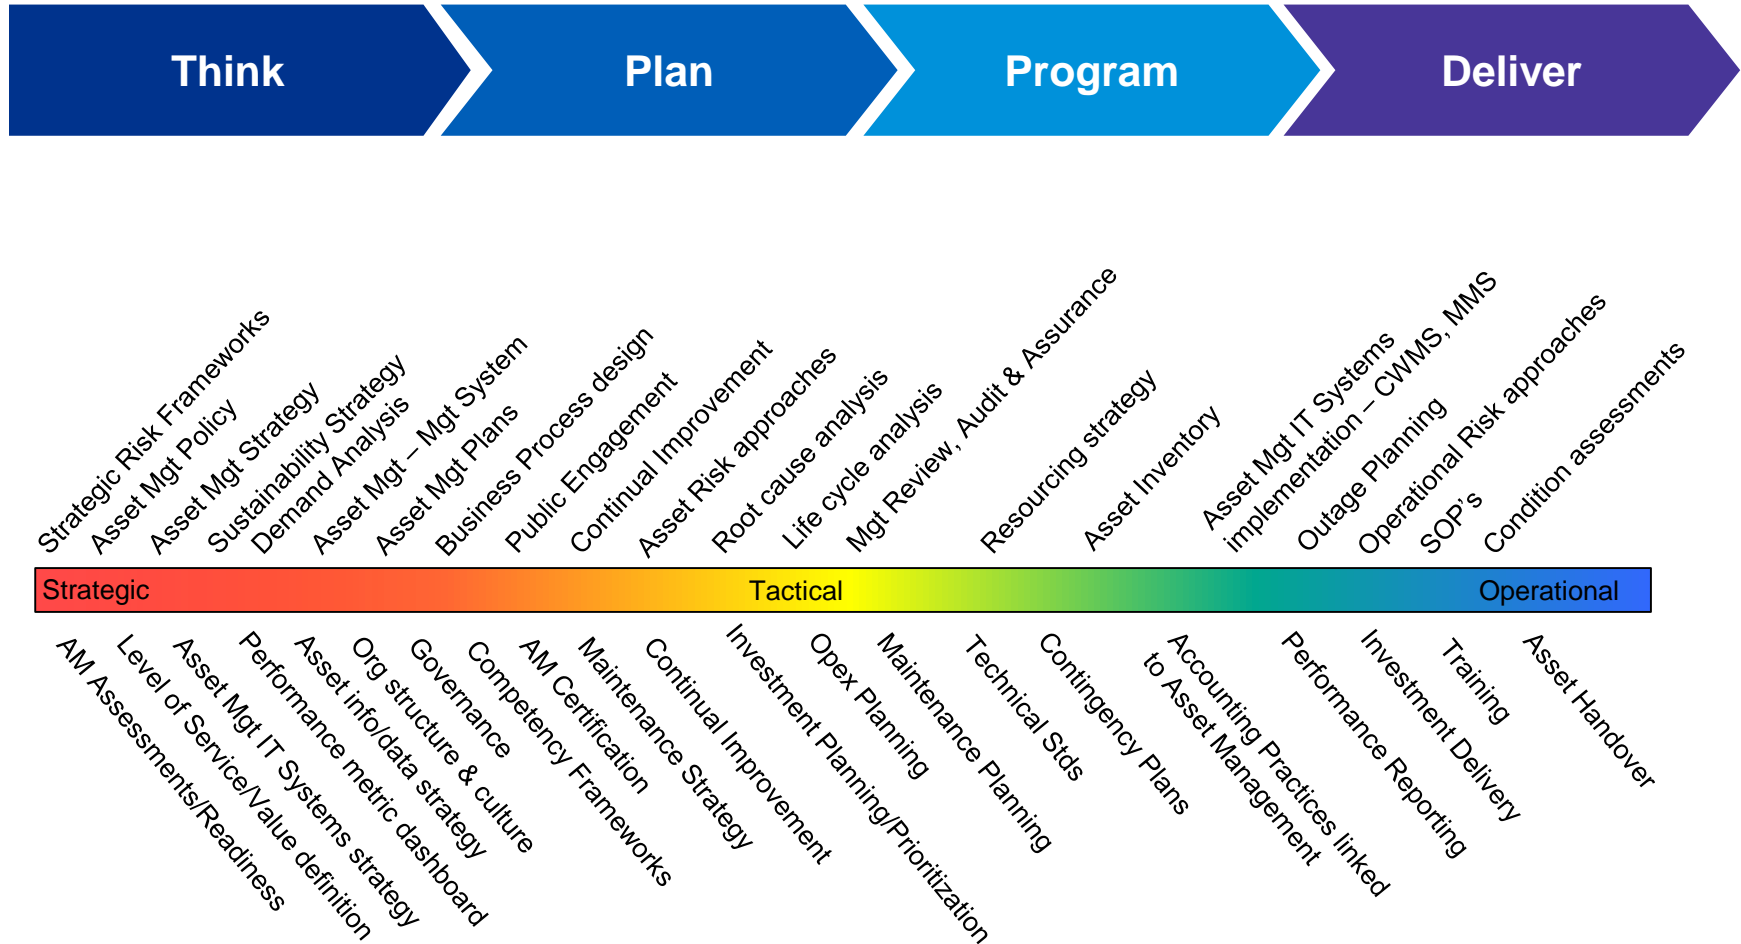 Think
Plan
Program
Deliver
Strategic Risk Frameworks
Asset Mgt Policy
Asset Mgt Strategy
Sustainability Strategy
Demand Analysis
Asset Mgt – Mgt System
Asset Mgt Plans
Business Process design
Public Engagement
Continual Improvement
Asset Risk approaches
Root cause analysis
Life cycle analysis
Mgt Review, Audit & Assurance
Resourcing strategy
Asset Inventory
Asset Mgt IT Systems
implementation – CWMS, MMS
Outage Planning
Operational Risk approaches
SOP’s
Condition assessments
Strategic
Tactical
Operational
AM Assessments/Readiness
Level of Service/Value definition
Asset Mgt IT Systems strategy
Performance metric dashboard
Asset info/data strategy
Org structure & culture
Governance
Competency Frameworks
AM Certification
Maintenance Strategy
Continual Improvement
Investment Planning/Prioritization
Opex Planning
Maintenance Planning
Technical Stds
Contingency Plans
Accounting Practices linked
to Asset Management
Performance Reporting
Investment Delivery
Training
Asset Handover